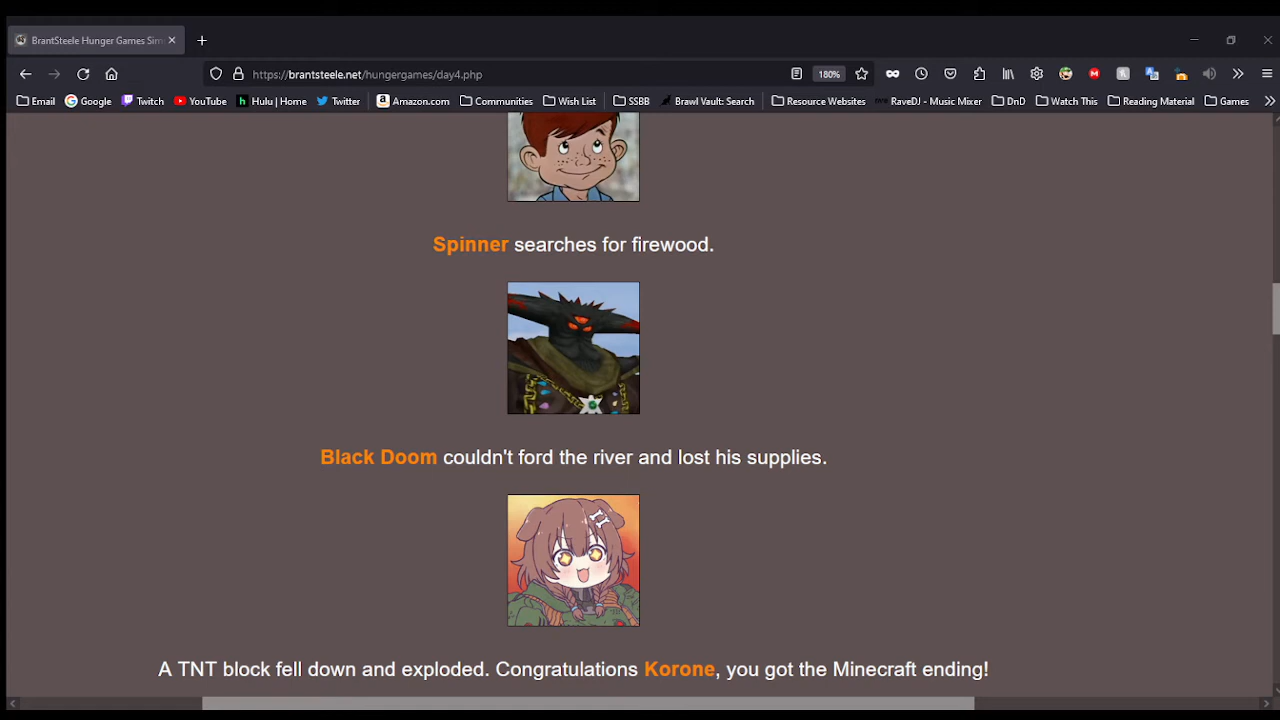 BrantSteele Hunger Games Sim
https://brantsteele.net/hungergames/day4.php
180%
Email
Google
Twitch
YouTube
Hulu | Home
Twitter
Amazon.com
Communities
Wish List
SSBB
Brawl Vault: Search
Resource Websites
RaveDJ - Music Mixer
DnD
Watch This
Reading Material
Games
Spinner searches for firewood.
Black Doom couldn't ford the river and lost his supplies.
A TNT block fell down and exploded. Congratulations Korone, you got the Minecraft ending!